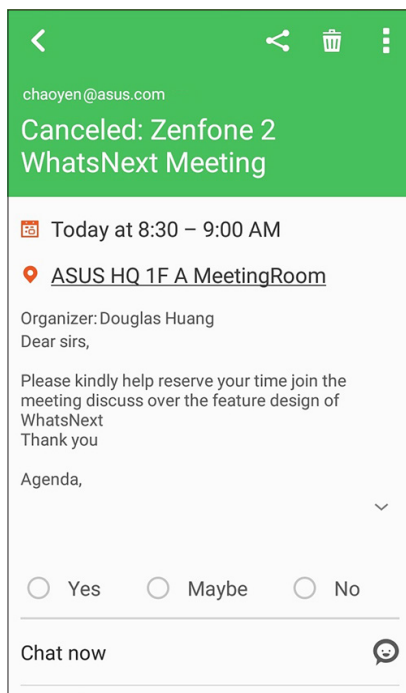 chaoyen@asus.com
Canceled: Zenfone 2
WhatsNext Meeting
Today at 8:30 – 9:00 AM
ASUS HQ 1F A MeetingRoom
Organizer: Douglas Huang
Dear sirs,
Please kindly help reserve your time join the
meeting discuss over the feature design of
WhatsNext
Thank you
Agenda,
Yes Maybe No
Chat now